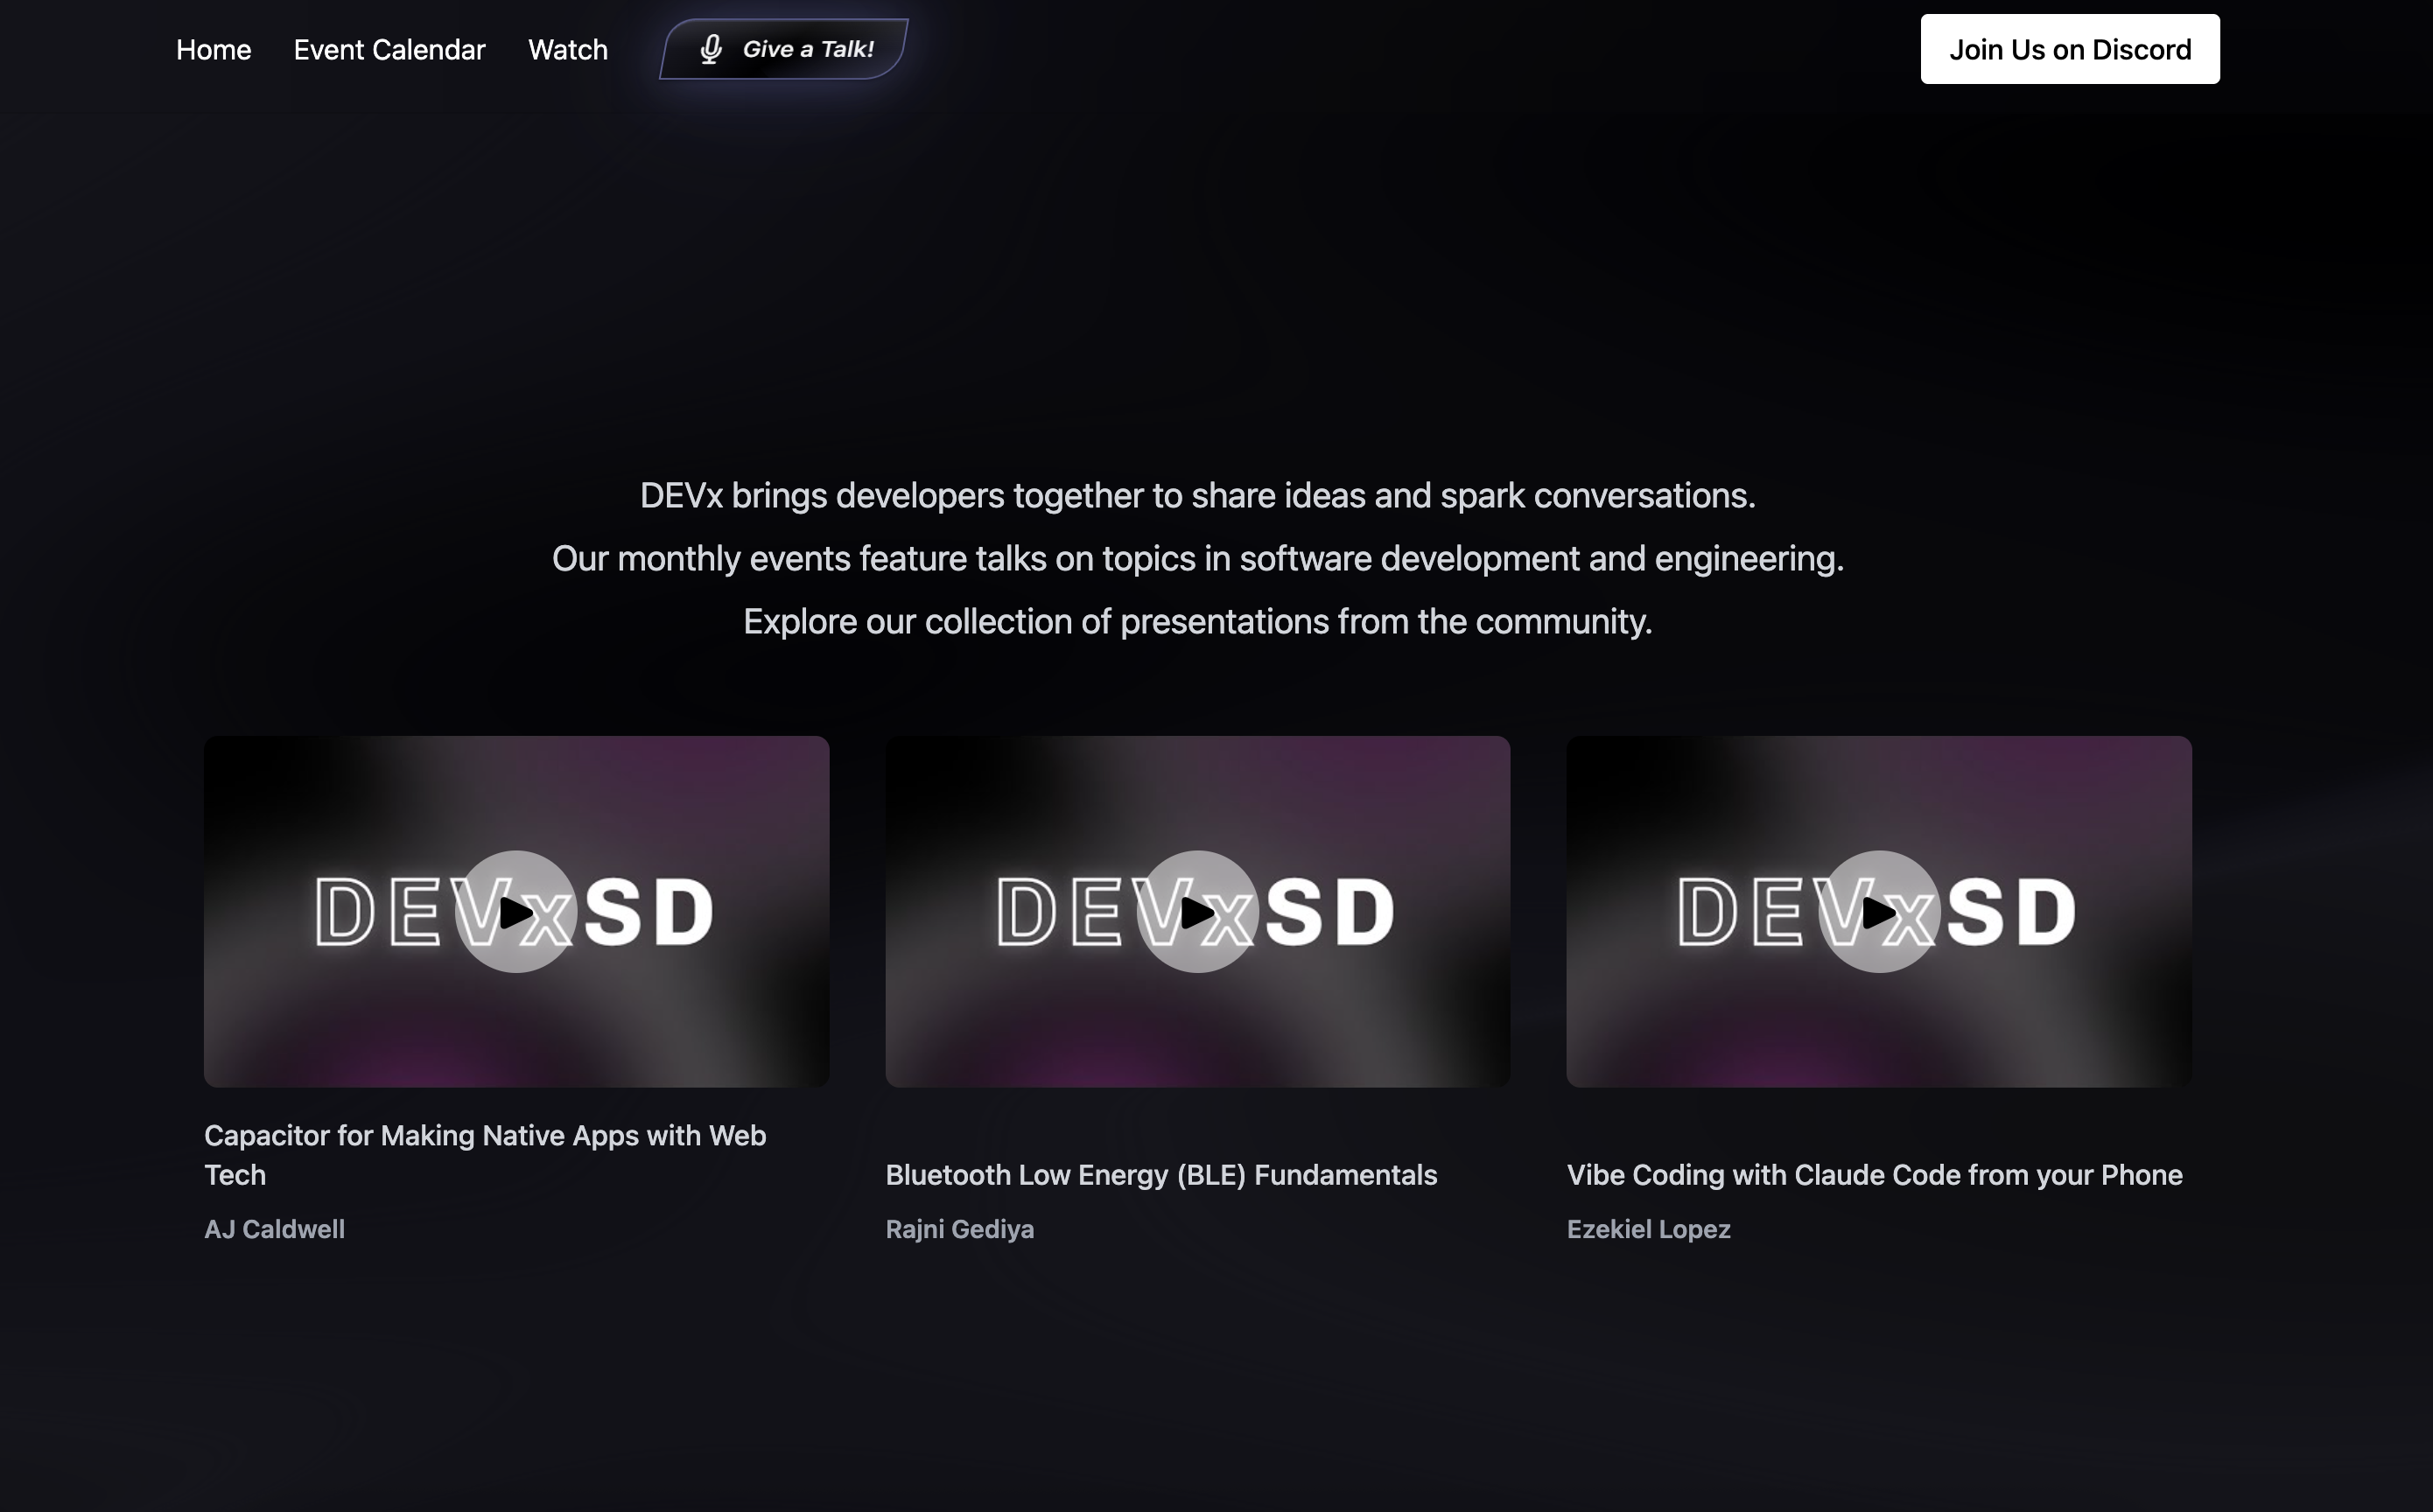 Home Event Calendar Watch Give a Talk! Join Us on Discord
DEVx brings developers together to share ideas and spark conversations.
Our monthly events feature talks on topics in software development and engineering.
Explore our collection of presentations from the community.
DEVxSD DEVxSD DEVxSD
Capacitor for Making Native Apps with Web
Tech
AJ Caldwell
Bluetooth Low Energy (BLE) Fundamentals
Rajni Gediya
Vibe Coding with Claude Code from your Phone
Ezekiel Lopez